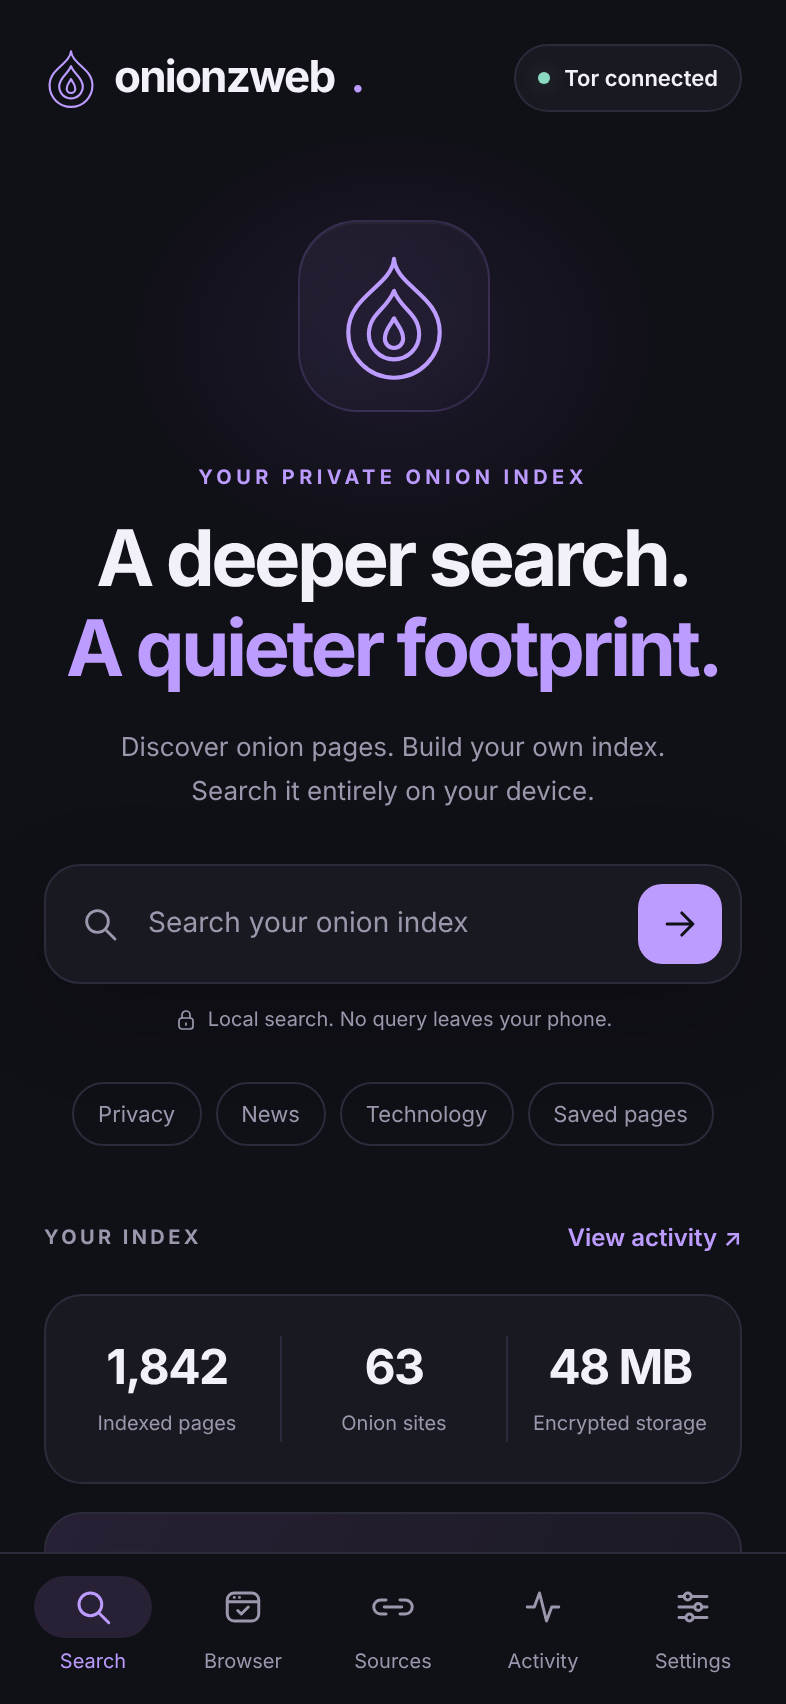 onionzweb .
Tor connected
YOUR PRIVATE ONION INDEX
A deeper search.
A quieter footprint.
Discover onion pages. Build your own index.
Search it entirely on your device.
Search your onion index
Local search. No query leaves your phone.
Privacy
News
Technology
Saved pages
YOUR INDEX
View activity ↗
1,842
Indexed pages
63
Onion sites
48 MB
Encrypted storage
Search
Browser
Sources
Activity
Settings